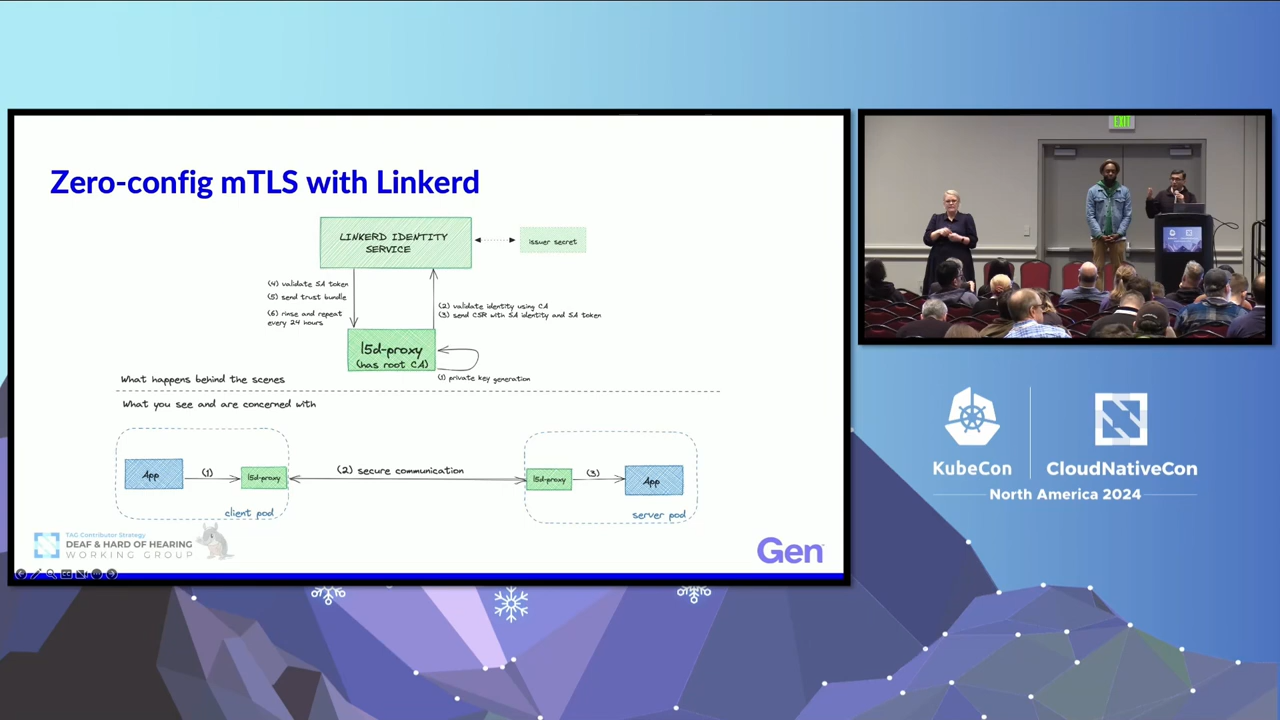 Zero-config mTLS with Linkerd
LINKERD IDENTITY
SERVICE
issuer secret
(4) validate SA token
(5) send trust bundle
(6) rinse and repeat
every 24 hours
(2) validate identity using CA
(3) send CSR with SA identity and SA token
l5d-proxy
(has root CA)
(1) private key generation
What happens behind the scenes
What you see and are concerned with
App
(1)
l5d-proxy
(2) secure communication
l5d-proxy
(3)
App
client pod
server pod
TAG Contributor Strategy
DEAF & HARD OF HEARING
WORKING GROUP
Gen
EXIT
KubeCon
CloudNativeCon
North America 2024